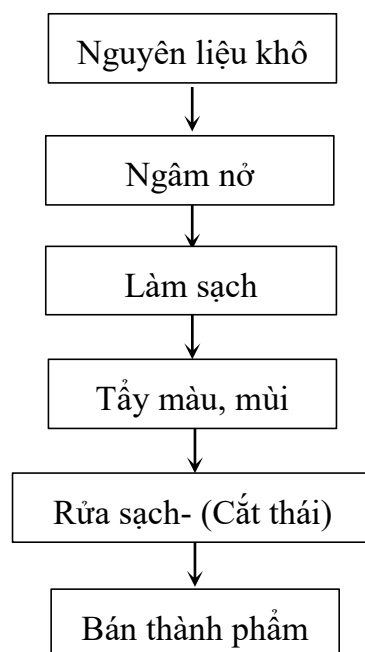 Nguyên liệu khô
Ngâm nở
Làm sạch
Tẩy màu, mùi
Rửa sạch- (Cắt thái)
Bán thành phẩm